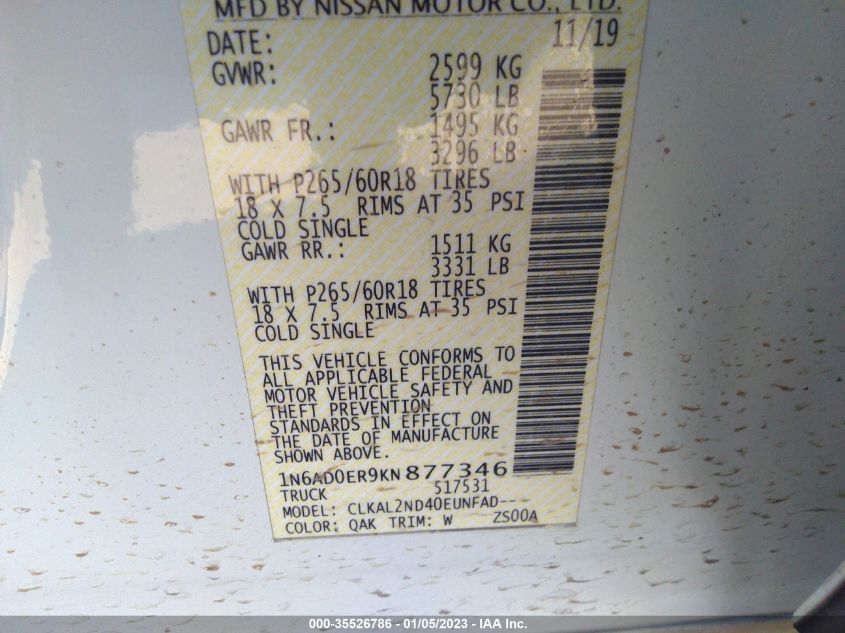 MFD BY NISSAN MOTOR CO., LTD.
DATE: 11/19
GVWR: 2599 KG
5730 LB
GAWR FR.: 1495 KG
3296 LB
WITH P265/60R18 TIRES
18 X 7.5 RIMS AT 35 PSI
COLD SINGLE
GAWR RR.: 1511 KG
3331 LB
WITH P265/60R18 TIRES
18 X 7.5 RIMS AT 35 PSI
COLD SINGLE
THIS VEHICLE CONFORMS TO
ALL APPLICABLE FEDERAL
MOTOR VEHICLE SAFETY AND
THEFT PREVENTION
STANDARDS IN EFFECT ON
THE DATE OF MANUFACTURE
SHOWN ABOVE.
1N6AD0ER9KN877346
TRUCK 517531
MODEL: CLKAL2ND40EUNFAD--
COLOR: QAK TRIM: W ZS00A
000-35526786 - 01/05/2023 - IAA Inc.